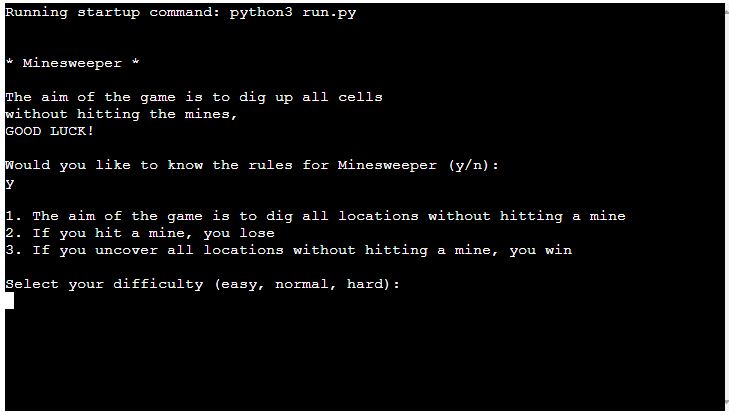 Running startup command: python3 run.py
* Minesweeper *
The aim of the game is to dig up all cells
without hitting the mines,
GOOD LUCK!
Would you like to know the rules for Minesweeper (y/n):
y
1. The aim of the game is to dig all locations without hitting a mine
2. If you hit a mine, you lose
3. If you uncover all locations without hitting a mine, you win
Select your difficulty (easy, normal, hard):